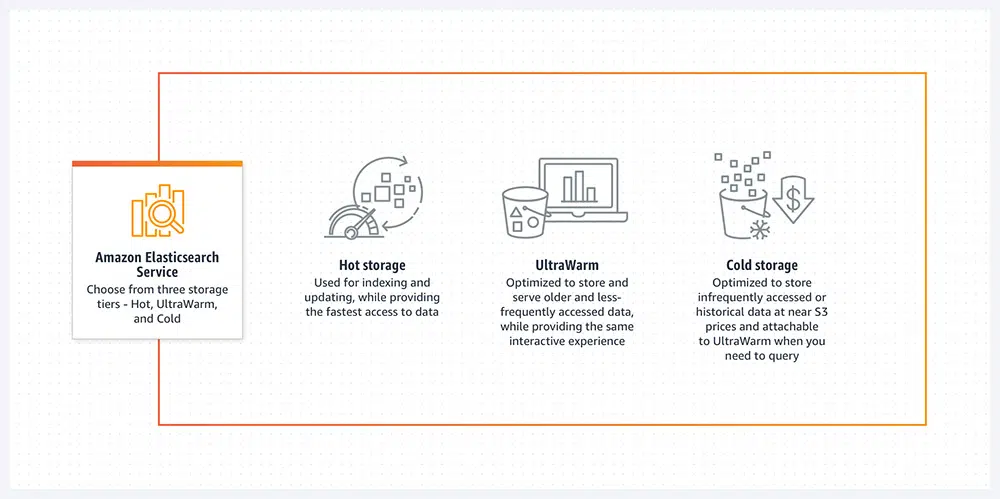 Amazon Elasticsearch
Service
Choose from three storage
tiers - Hot, UltraWarm,
and Cold
Hot storage
Used for indexing and
updating, while providing
the fastest access to data
UltraWarm
Optimized to store and
serve older and less-
frequently accessed data,
while providing the same
interactive experience
$
Cold storage
Optimized to store
infrequently accessed or
historical data at near S3
prices and attachable
to UltraWarm when you
need to query